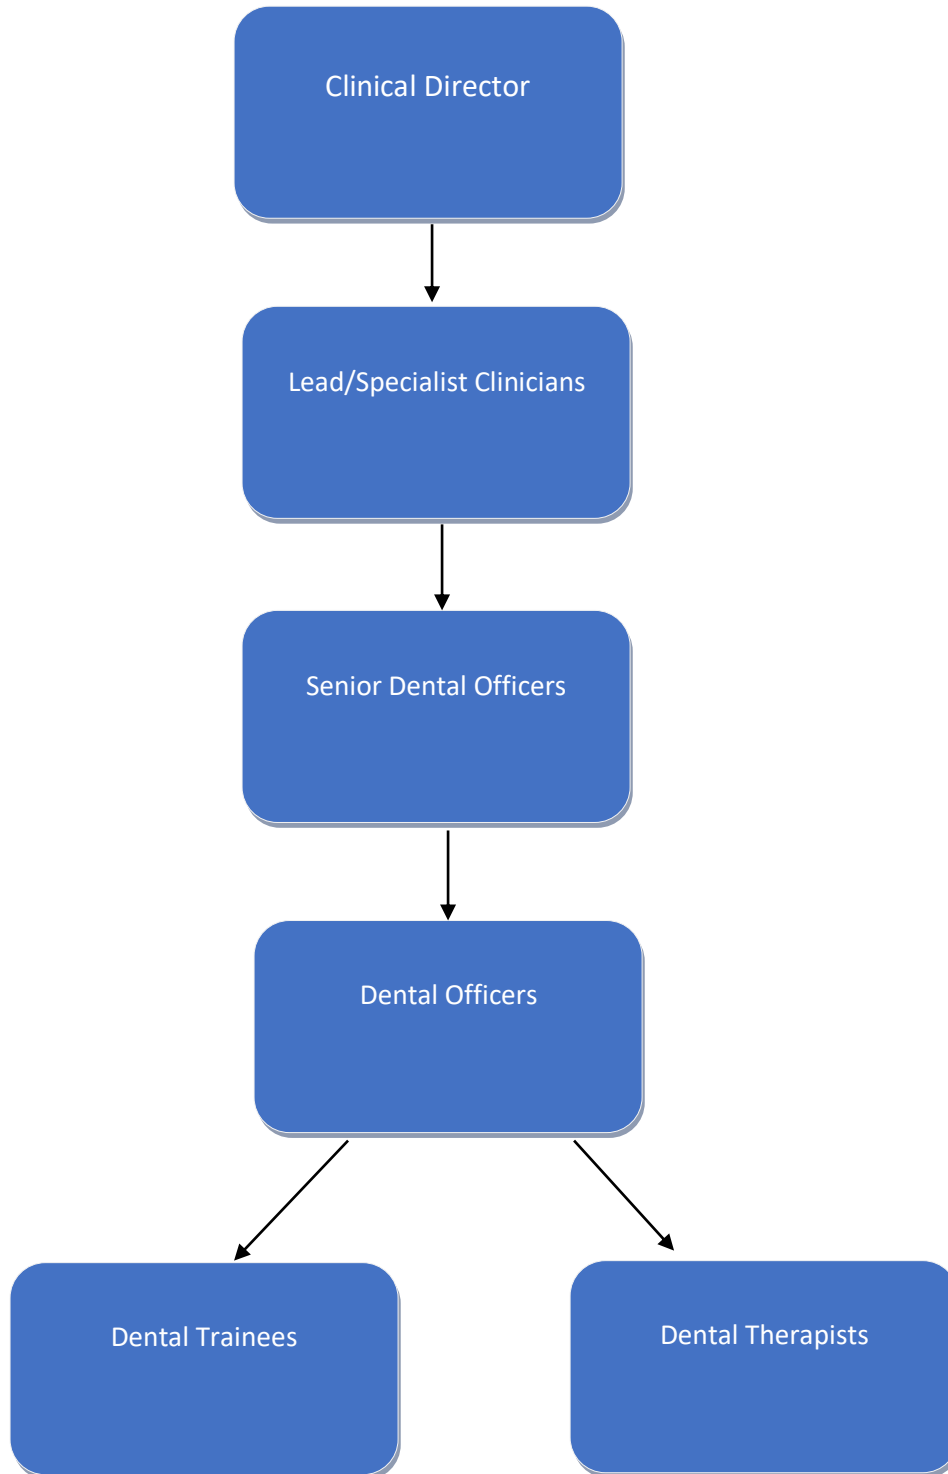 Clinical Director
Lead/Specialist Clinicians
Senior Dental Officers
Dental Officers
Dental Trainees
Dental Therapists